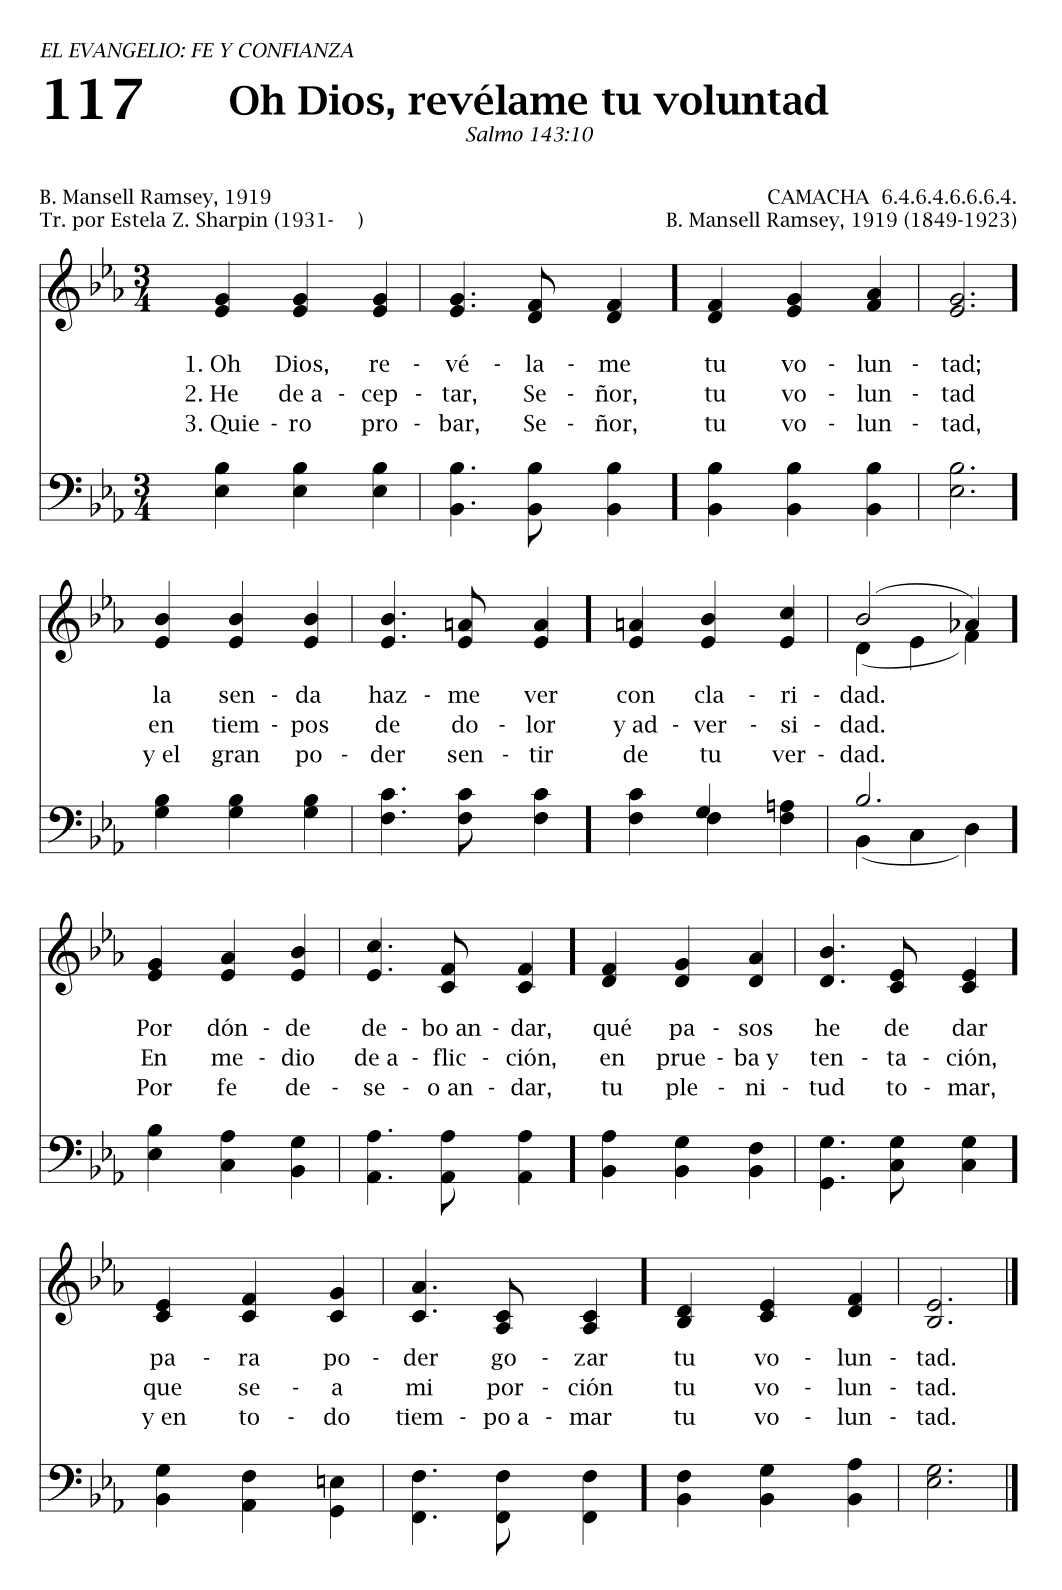 EL EVANGELIO: FE Y CONFIANZA
117 Oh Dios, revélame tu voluntad
Salmo 143:10
B. Mansell Ramsey, 1919 CAMACHA 6.4.6.4.6.6.6.4.
Tr. por Estela Z. Sharpin (1931- ) B. Mansell Ramsey, 1919 (1849-1923)
3
4
1. Oh Dios, re - vé - la - me tu vo - lun - tad;
2. He de a - cep - tar, Se - ñor, tu vo - lun - tad
3. Quie - ro pro - bar, Se - ñor, tu vo - lun - tad,
3
4
la sen - da haz - me ver con cla - ri - dad.
en tiem - pos de do - lor y ad - ver - si - dad.
y el gran po - der sen - tir de tu ver - dad.
Por dón - de de - bo an - dar, qué pa - sos he de dar
En me - dio de a - flic - ción, en prue - ba y ten - ta - ción,
Por fe de - se - o an - dar, tu ple - ni - tud to - mar,
pa - ra po - der go - zar tu vo - lun - tad.
que se - a mi por - ción tu vo - lun - tad.
y en to - do tiem - po a - mar tu vo - lun - tad.